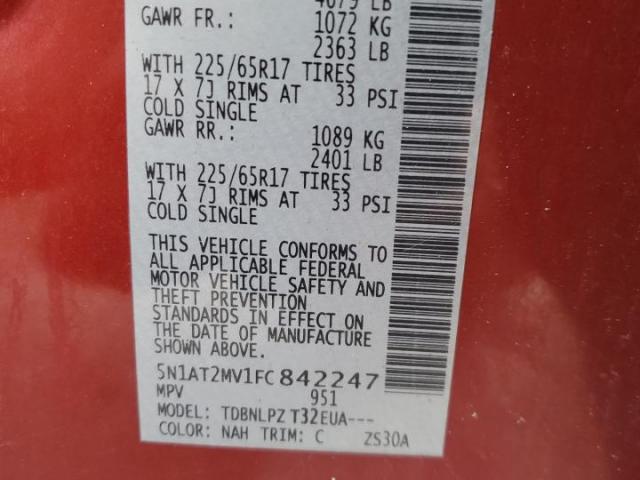 4679 LB
GAWR FR.: 1072 KG
2363 LB
WITH 225/65R17 TIRES
17 X 7J RIMS AT 33 PSI
COLD SINGLE
GAWR RR.: 1089 KG
2401 LB
WITH 225/65R17 TIRES
17 X 7J RIMS AT 33 PSI
COLD SINGLE
THIS VEHICLE CONFORMS TO
ALL APPLICABLE FEDERAL
MOTOR VEHICLE SAFETY AND
THEFT PREVENTION
STANDARDS IN EFFECT ON
THE DATE OF MANUFACTURE
SHOWN ABOVE.
5N1AT2MV1FC842247
MPV 951
MODEL: TDBNLPZ T32EUA---
COLOR: NAH TRIM: C ZS30A